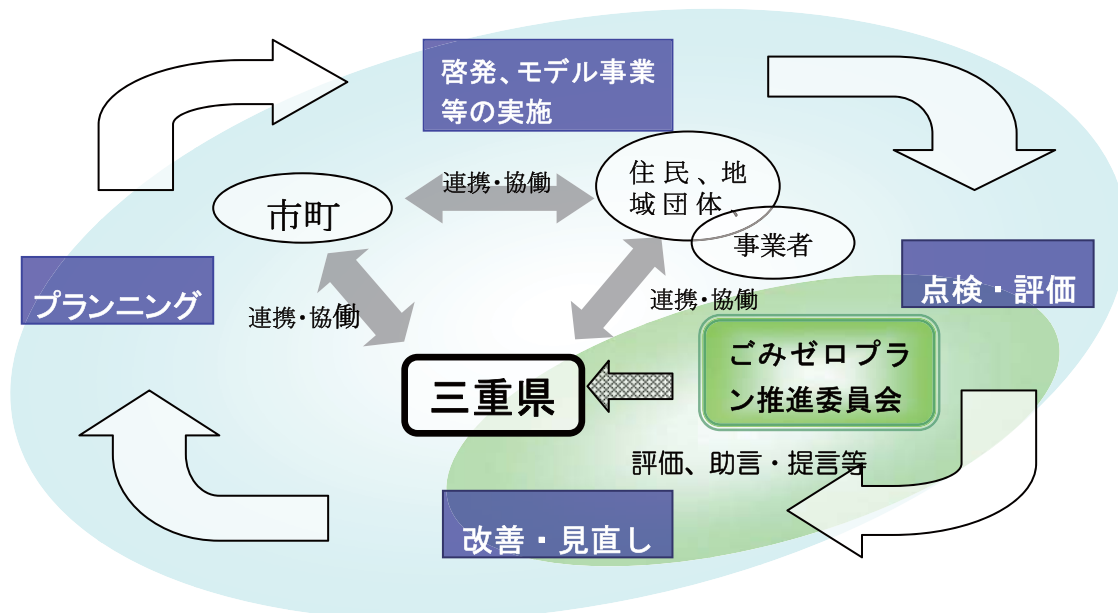 啓発、モデル事業
等の実施
住民、地
域団体、
連携・協働
市町
事業者
プランニング
点検・評価
連携・協働
連携・協働
ごみゼロプラ
ン推進委員会
三重県
評価、助言・提言等
改善・見直し